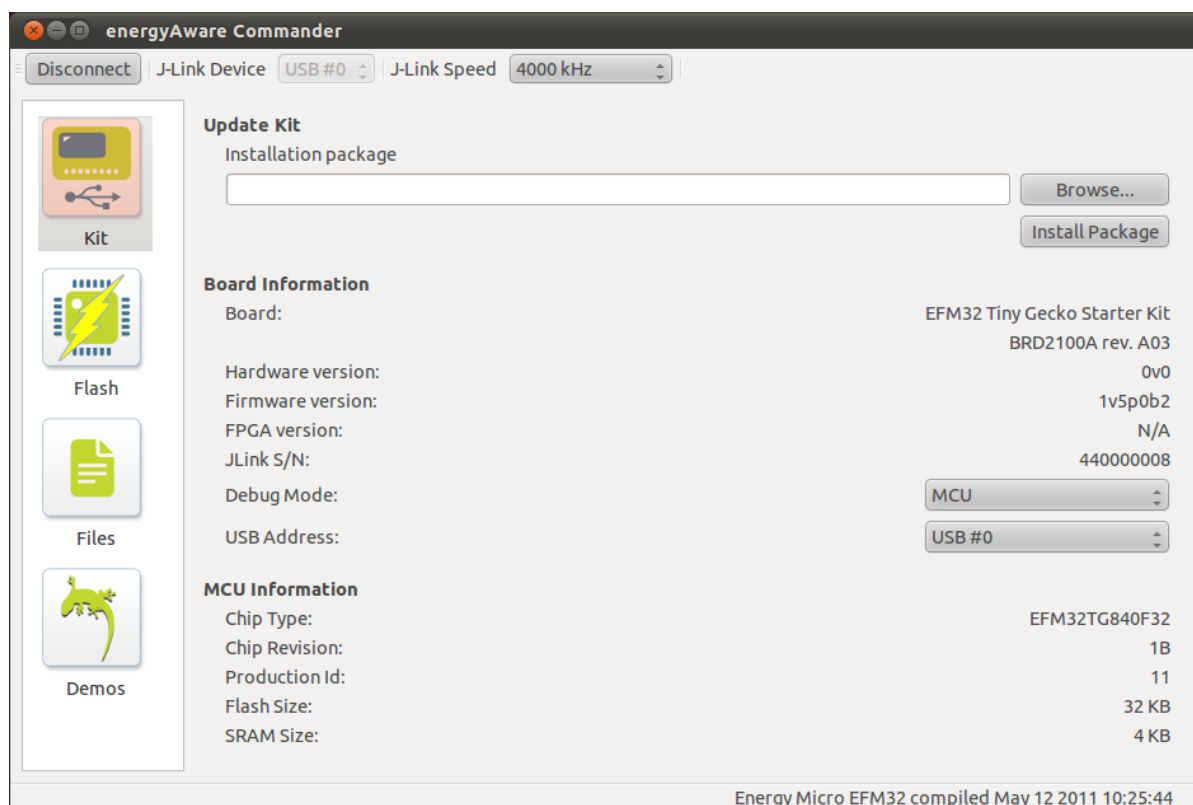 energyAware Commander
Disconnect J-Link Device USB #0 J-Link Speed 4000 kHz
Update Kit
Installation package
Browse...
Kit
Install Package
Board Information
Board: EFM32 Tiny Gecko Starter Kit
BRD2100A rev. A03
Hardware version: 0v0
Flash
Firmware version: 1v5p0b2
FPGA version: N/A
JLink S/N: 440000008
Debug Mode: MCU
Files
USB Address: USB #0
MCU Information
Chip Type: EFM32TG840F32
Chip Revision: 1B
Production Id: 11
Demos
Flash Size: 32 KB
SRAM Size: 4 KB
Energy Micro EFM32 compiled May 12 2011 10:25:44